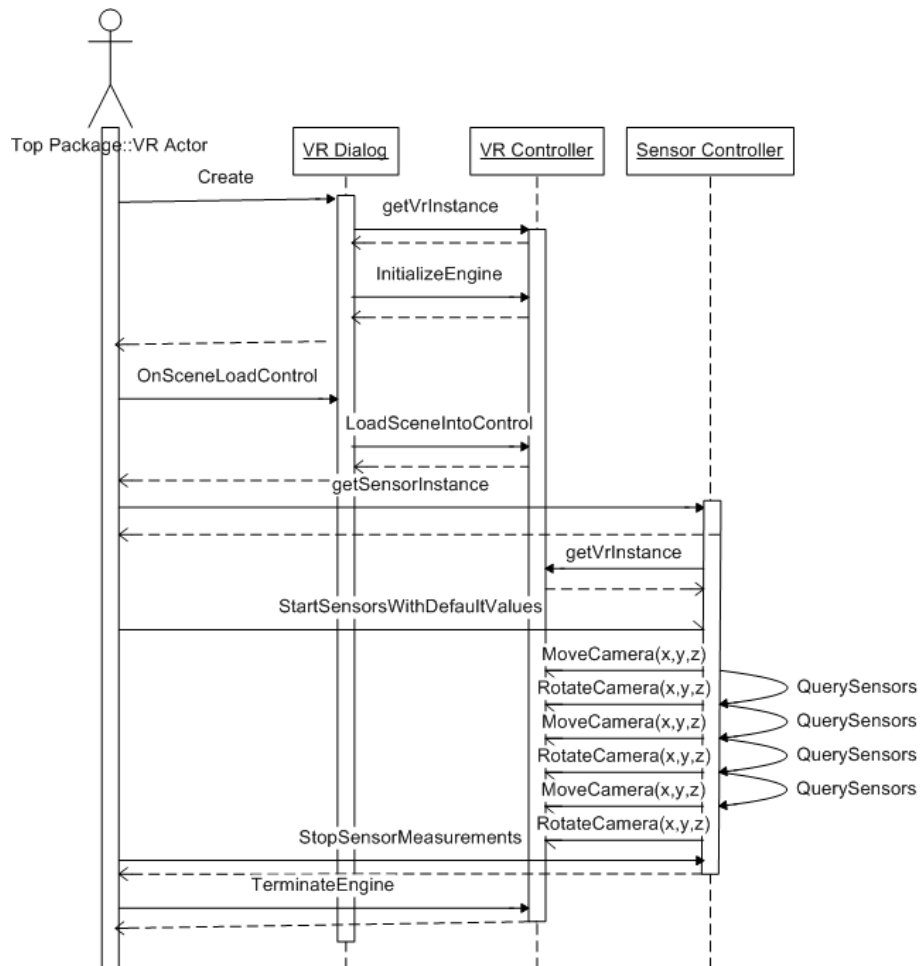 Top Package::VR Actor
VR Dialog
VR Controller
Sensor Controller
Create
getVrInstance
InitializeEngine
OnSceneLoadControl
LoadSceneIntoControl
getSensorInstance
getVrInstance
StartSensorsWithDefaultValues
MoveCamera(x,y,z)
RotateCamera(x,y,z)
QuerySensors
MoveCamera(x,y,z)
QuerySensors
RotateCamera(x,y,z)
QuerySensors
MoveCamera(x,y,z)
QuerySensors
RotateCamera(x,y,z)
StopSensorMeasurements
TerminateEngine